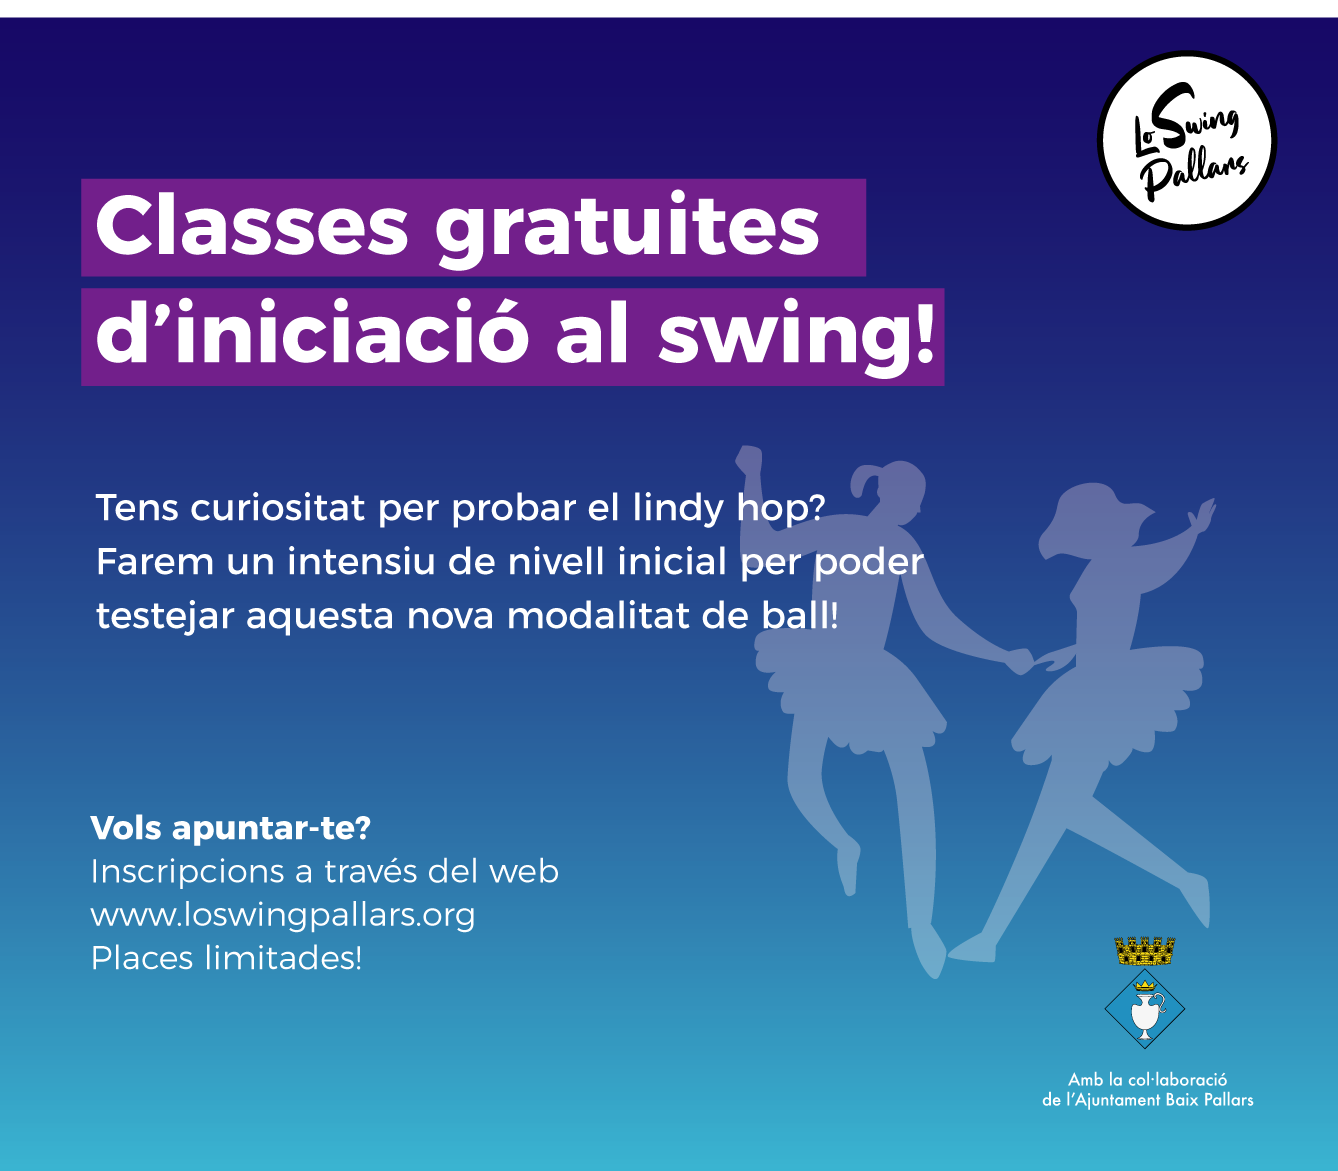 Lo Swing
Pallars
Classes gratuites
d’iniciació al swing!
Tens curiositat per probar el lindy hop?
Farem un intensiu de nivell inicial per poder
testejar aquesta nova modalitat de ball!
Vols apuntar-te?
Inscripcions a través del web
www.loswingpallars.org
Places limitades!
Amb la col·laboració
de l’Ajuntament Baix Pallars